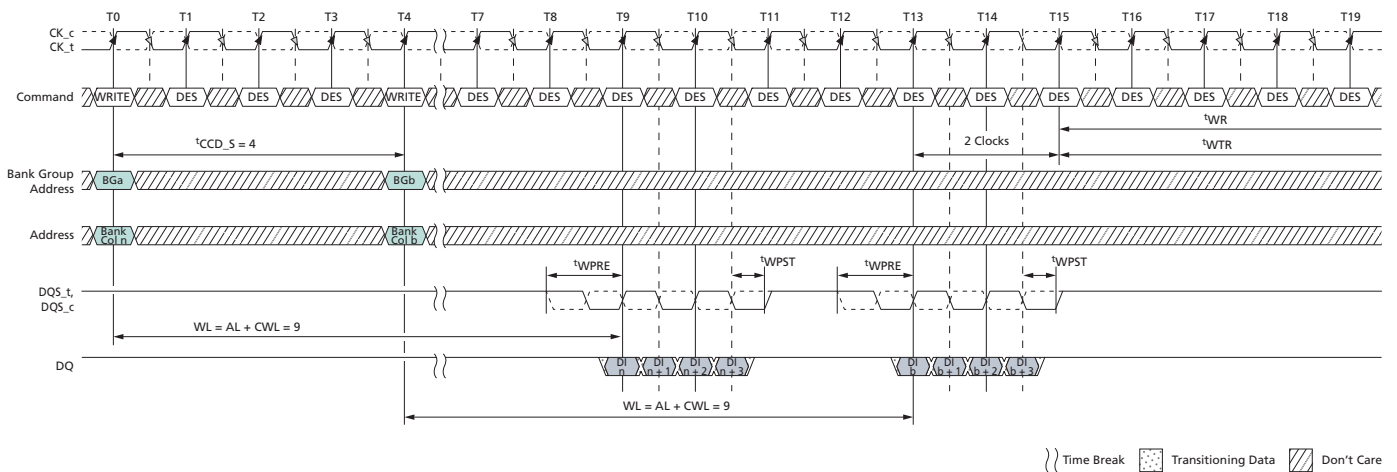 T0 T1 T2 T3 T4 T7 T8 T9 T10 T11 T12 T13 T14 T15 T16 T17 T18 T19
CK_c
CK_t
Command WRITE DES DES DES WRITE DES DES DES DES DES DES DES DES DES DES DES DES DES
tWR
tCCD_S = 4 2 Clocks
tWTR
Bank Group
Address BGa BGb
Address Bank Col n Bank Col b
tWPRE tWPST tWPRE tWPST
DQS_t,
DQS_c
WL = AL + CWL = 9
DQ DI n DI n + 1 DI n + 2 DI n + 3 DI b DI b + 1 DI b + 2 DI b + 3
WL = AL + CWL = 9
Time Break Transitioning Data Don't Care